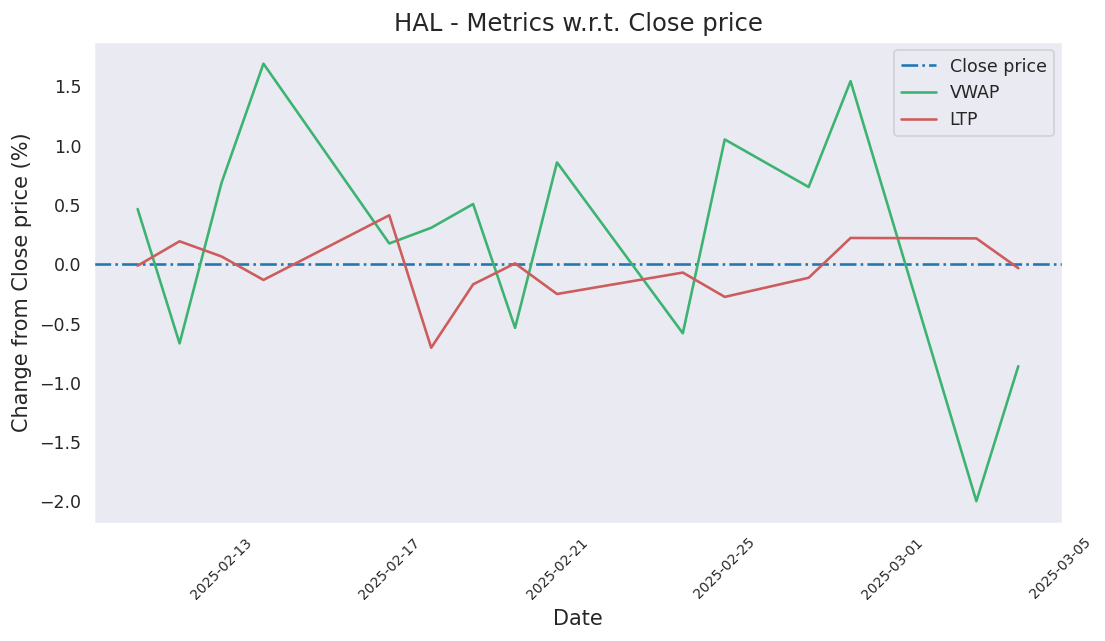 HAL - Metrics w.r.t. Close price
Close price
VWAP
LTP
Change from Close price (%)
1.5
1.0
0.5
0.0
−0.5
−1.0
−1.5
−2.0
2025-02-13
2025-02-17
2025-02-21
2025-02-25
2025-03-01
2025-03-05
Date